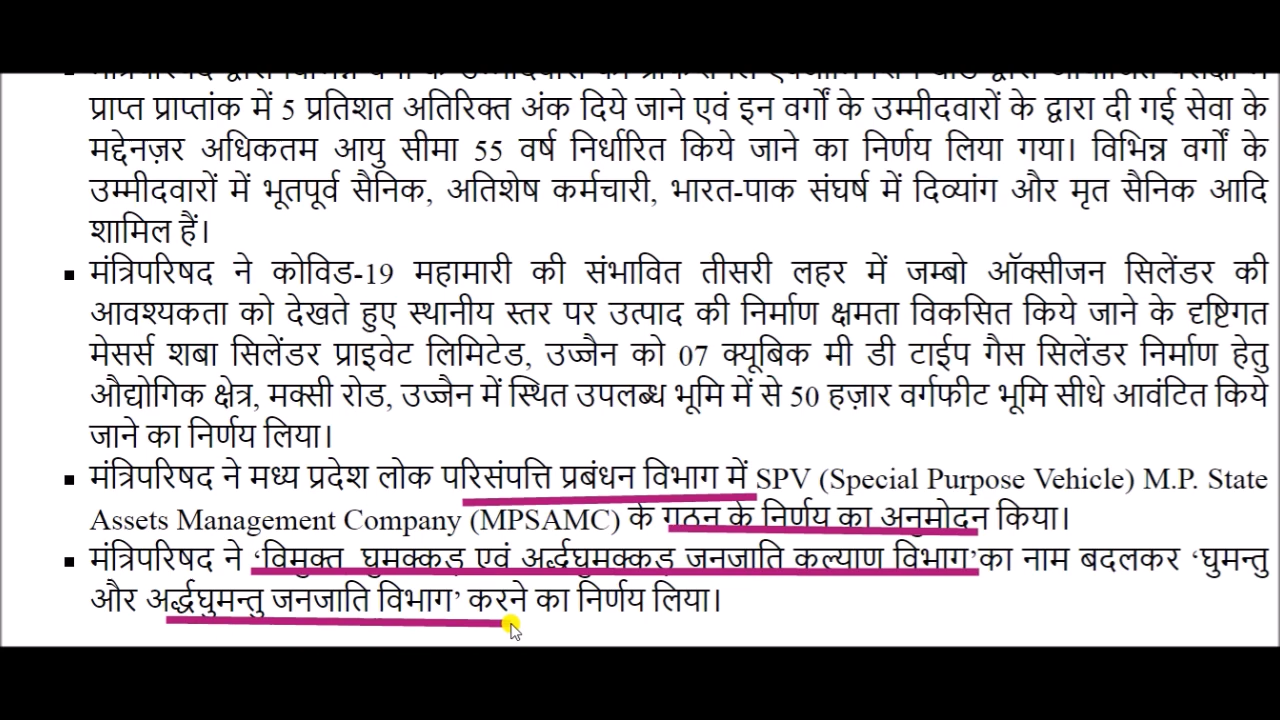 प्राप्त प्राप्तांक में 5 प्रतिशत अतिरिक्त अंक दिये जाने एवं इन वर्गों के उम्मीदवारों के द्वारा दी गई सेवा के
मद्देनज़र अधिकतम आयु सीमा 55 वर्ष निर्धारित किये जाने का निर्णय लिया गया। विभिन्न वर्गों के
उम्मीदवारों में भूतपूर्व सैनिक, अतिशेष कर्मचारी, भारत-पाक संघर्ष में दिव्यांग और मृत सैनिक आदि
शामिल हैं।
▪ मंत्रिपरिषद ने कोविड-19 महामारी की संभावित तीसरी लहर में जम्बो ऑक्सीजन सिलेंडर की
आवश्यकता को देखते हुए स्थानीय स्तर पर उत्पाद की निर्माण क्षमता विकसित किये जाने के दृष्टिगत
मेसर्स शबा सिलेंडर प्राइवेट लिमिटेड, उज्जैन को 07 क्यूबिक मी डी टाईप गैस सिलेंडर निर्माण हेतु
औद्योगिक क्षेत्र, मक्सी रोड, उज्जैन में स्थित उपलब्ध भूमि में से 50 हज़ार वर्गफीट भूमि सीधे आवंटित किये
जाने का निर्णय लिया।
▪ मंत्रिपरिषद ने मध्य प्रदेश लोक परिसंपत्ति प्रबंधन विभाग में SPV (Special Purpose Vehicle) M.P. State
Assets Management Company (MPSAMC) के गठन के निर्णय का अनुमोदन किया।
▪ मंत्रिपरिषद ने ‘विमुक्त घुमक्कड़ एवं अर्द्धघुमक्कड़ जनजाति कल्याण विभाग’का नाम बदलकर ‘घुमन्तु
और अर्द्धघुमन्तु जनजाति विभाग’ करने का निर्णय लिया।